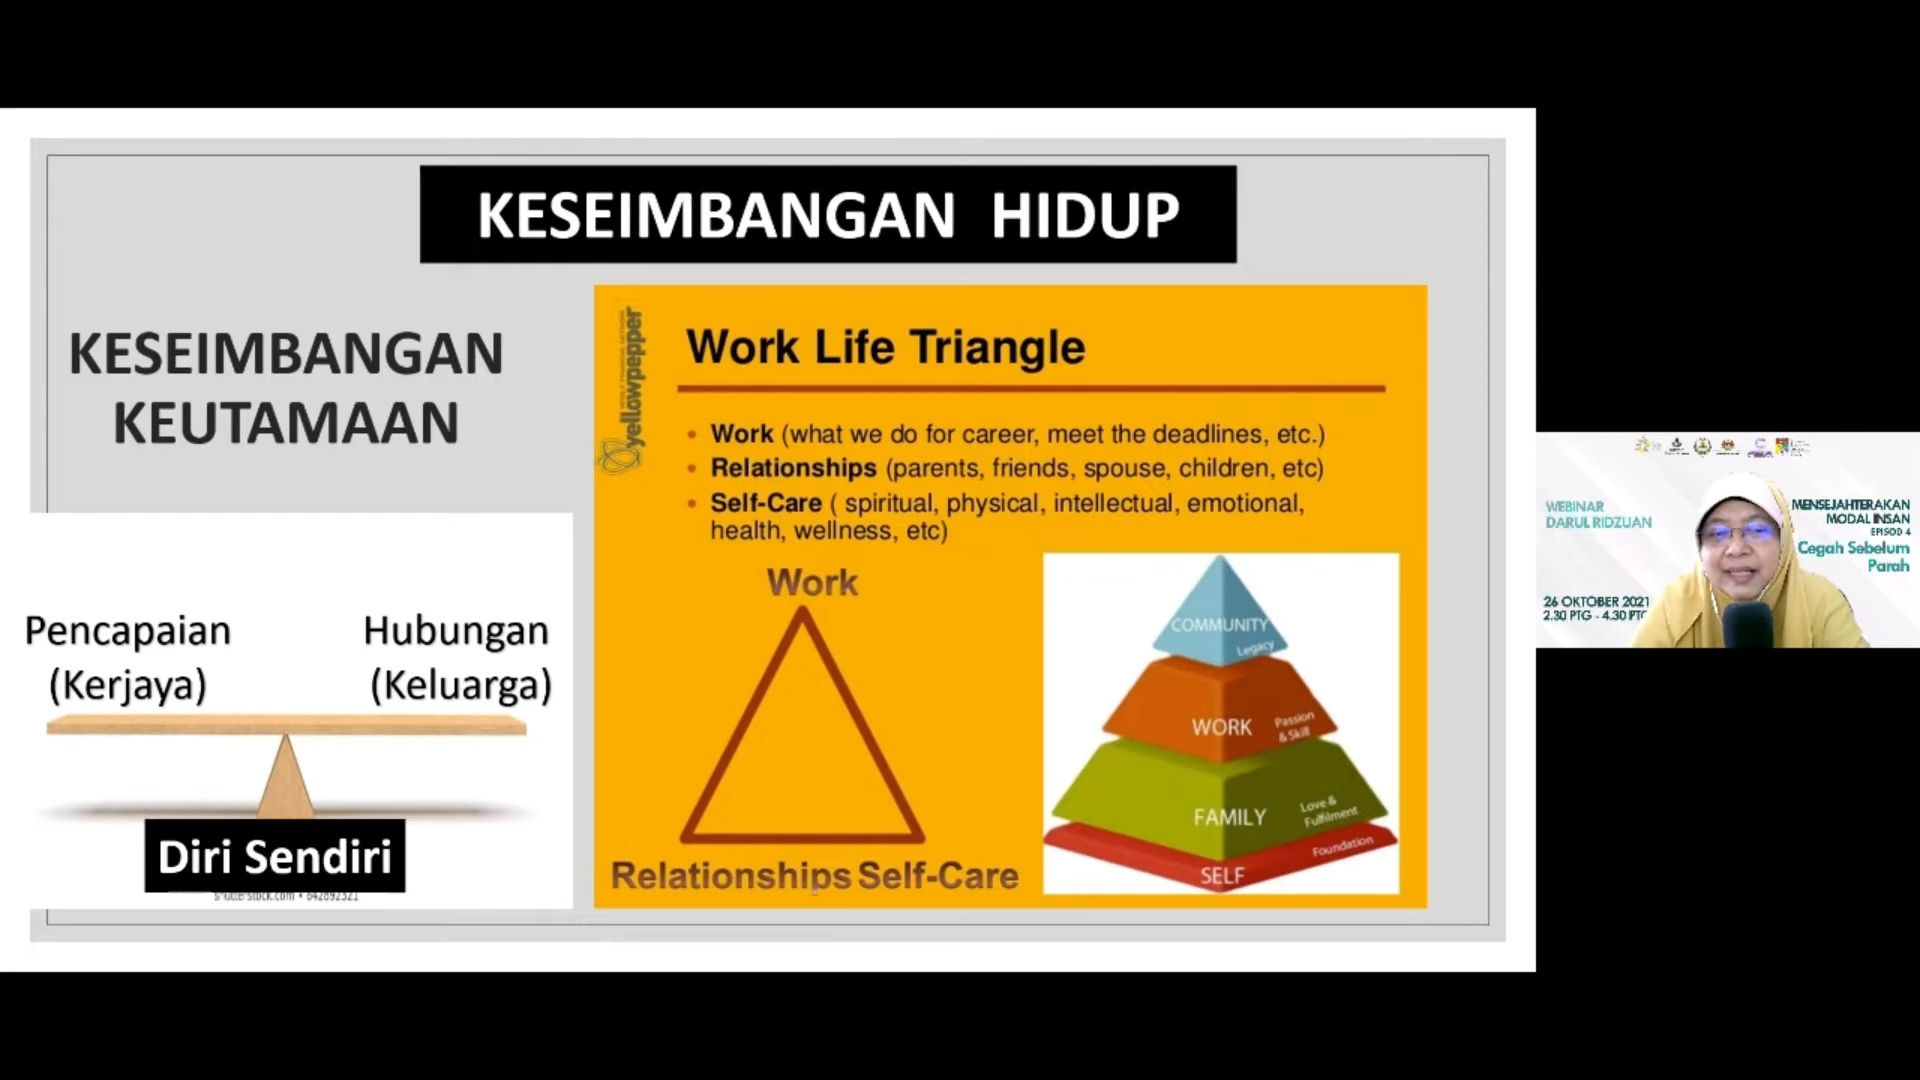 KESEIMBANGAN HIDUP
KESEIMBANGAN
KEUTAMAAN
Pencapaian
(Kerjaya)
Hubungan
(Keluarga)
Diri Sendiri
shutterstock.com • 642892321
yellowpepper
Work Life Triangle
• Work (what we do for career, meet the deadlines, etc.)
• Relationships (parents, friends, spouse, children, etc)
• Self-Care ( spiritual, physical, intellectual, emotional,
health, wellness, etc)
Work
Relationships Self-Care
COMMUNITY
Legacy
WORK
Passion
& Skill
FAMILY
Love &
Fulfilment
SELF
Foundation
WEBINAR
DARUL RIDZUAN
26 OKTOBER 2021
2.30 PTG - 4.30 PTG
MENSEJAHTERAKAN
MODAL INSAN
EPISOD 4
Cegah Sebelum
Parah